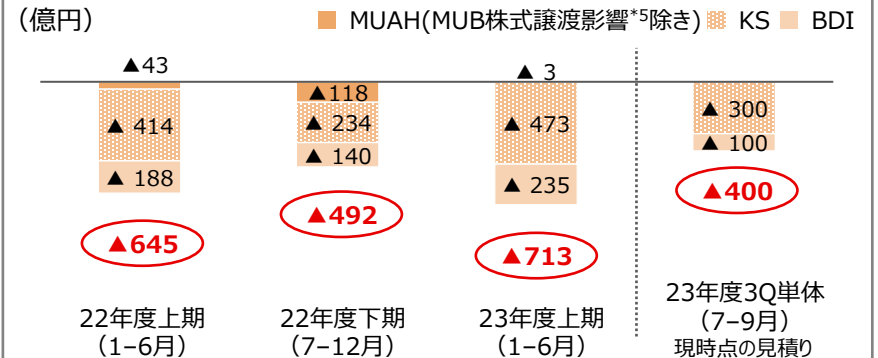 （億円）
MUAH(MUB株式譲渡影響*5除き) KS BDI
▲43
▲118
▲ 3
▲ 414
▲ 234
▲ 473
▲ 300
▲ 188
▲ 140
▲ 235
▲ 100
▲645
▲492
▲713
▲400
22年度上期
（1–6月）
22年度下期
（7–12月）
23年度上期
（1–6月）
23年度3Q単体
（7–9月）
現時点の見積り